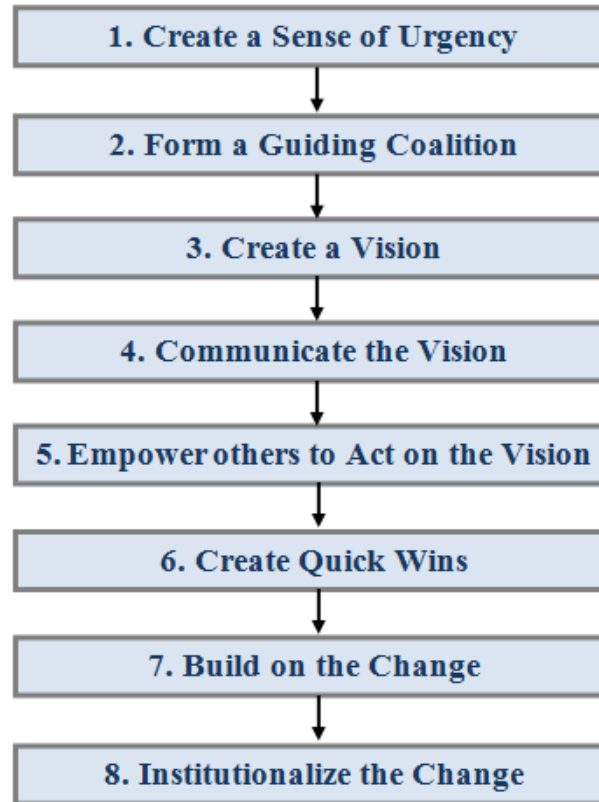 1. Create a Sense of Urgency
2. Form a Guiding Coalition
3. Create a Vision
4. Communicate the Vision
5. Empower others to Act on the Vision
6. Create Quick Wins
7. Build on the Change
8. Institutionalize the Change